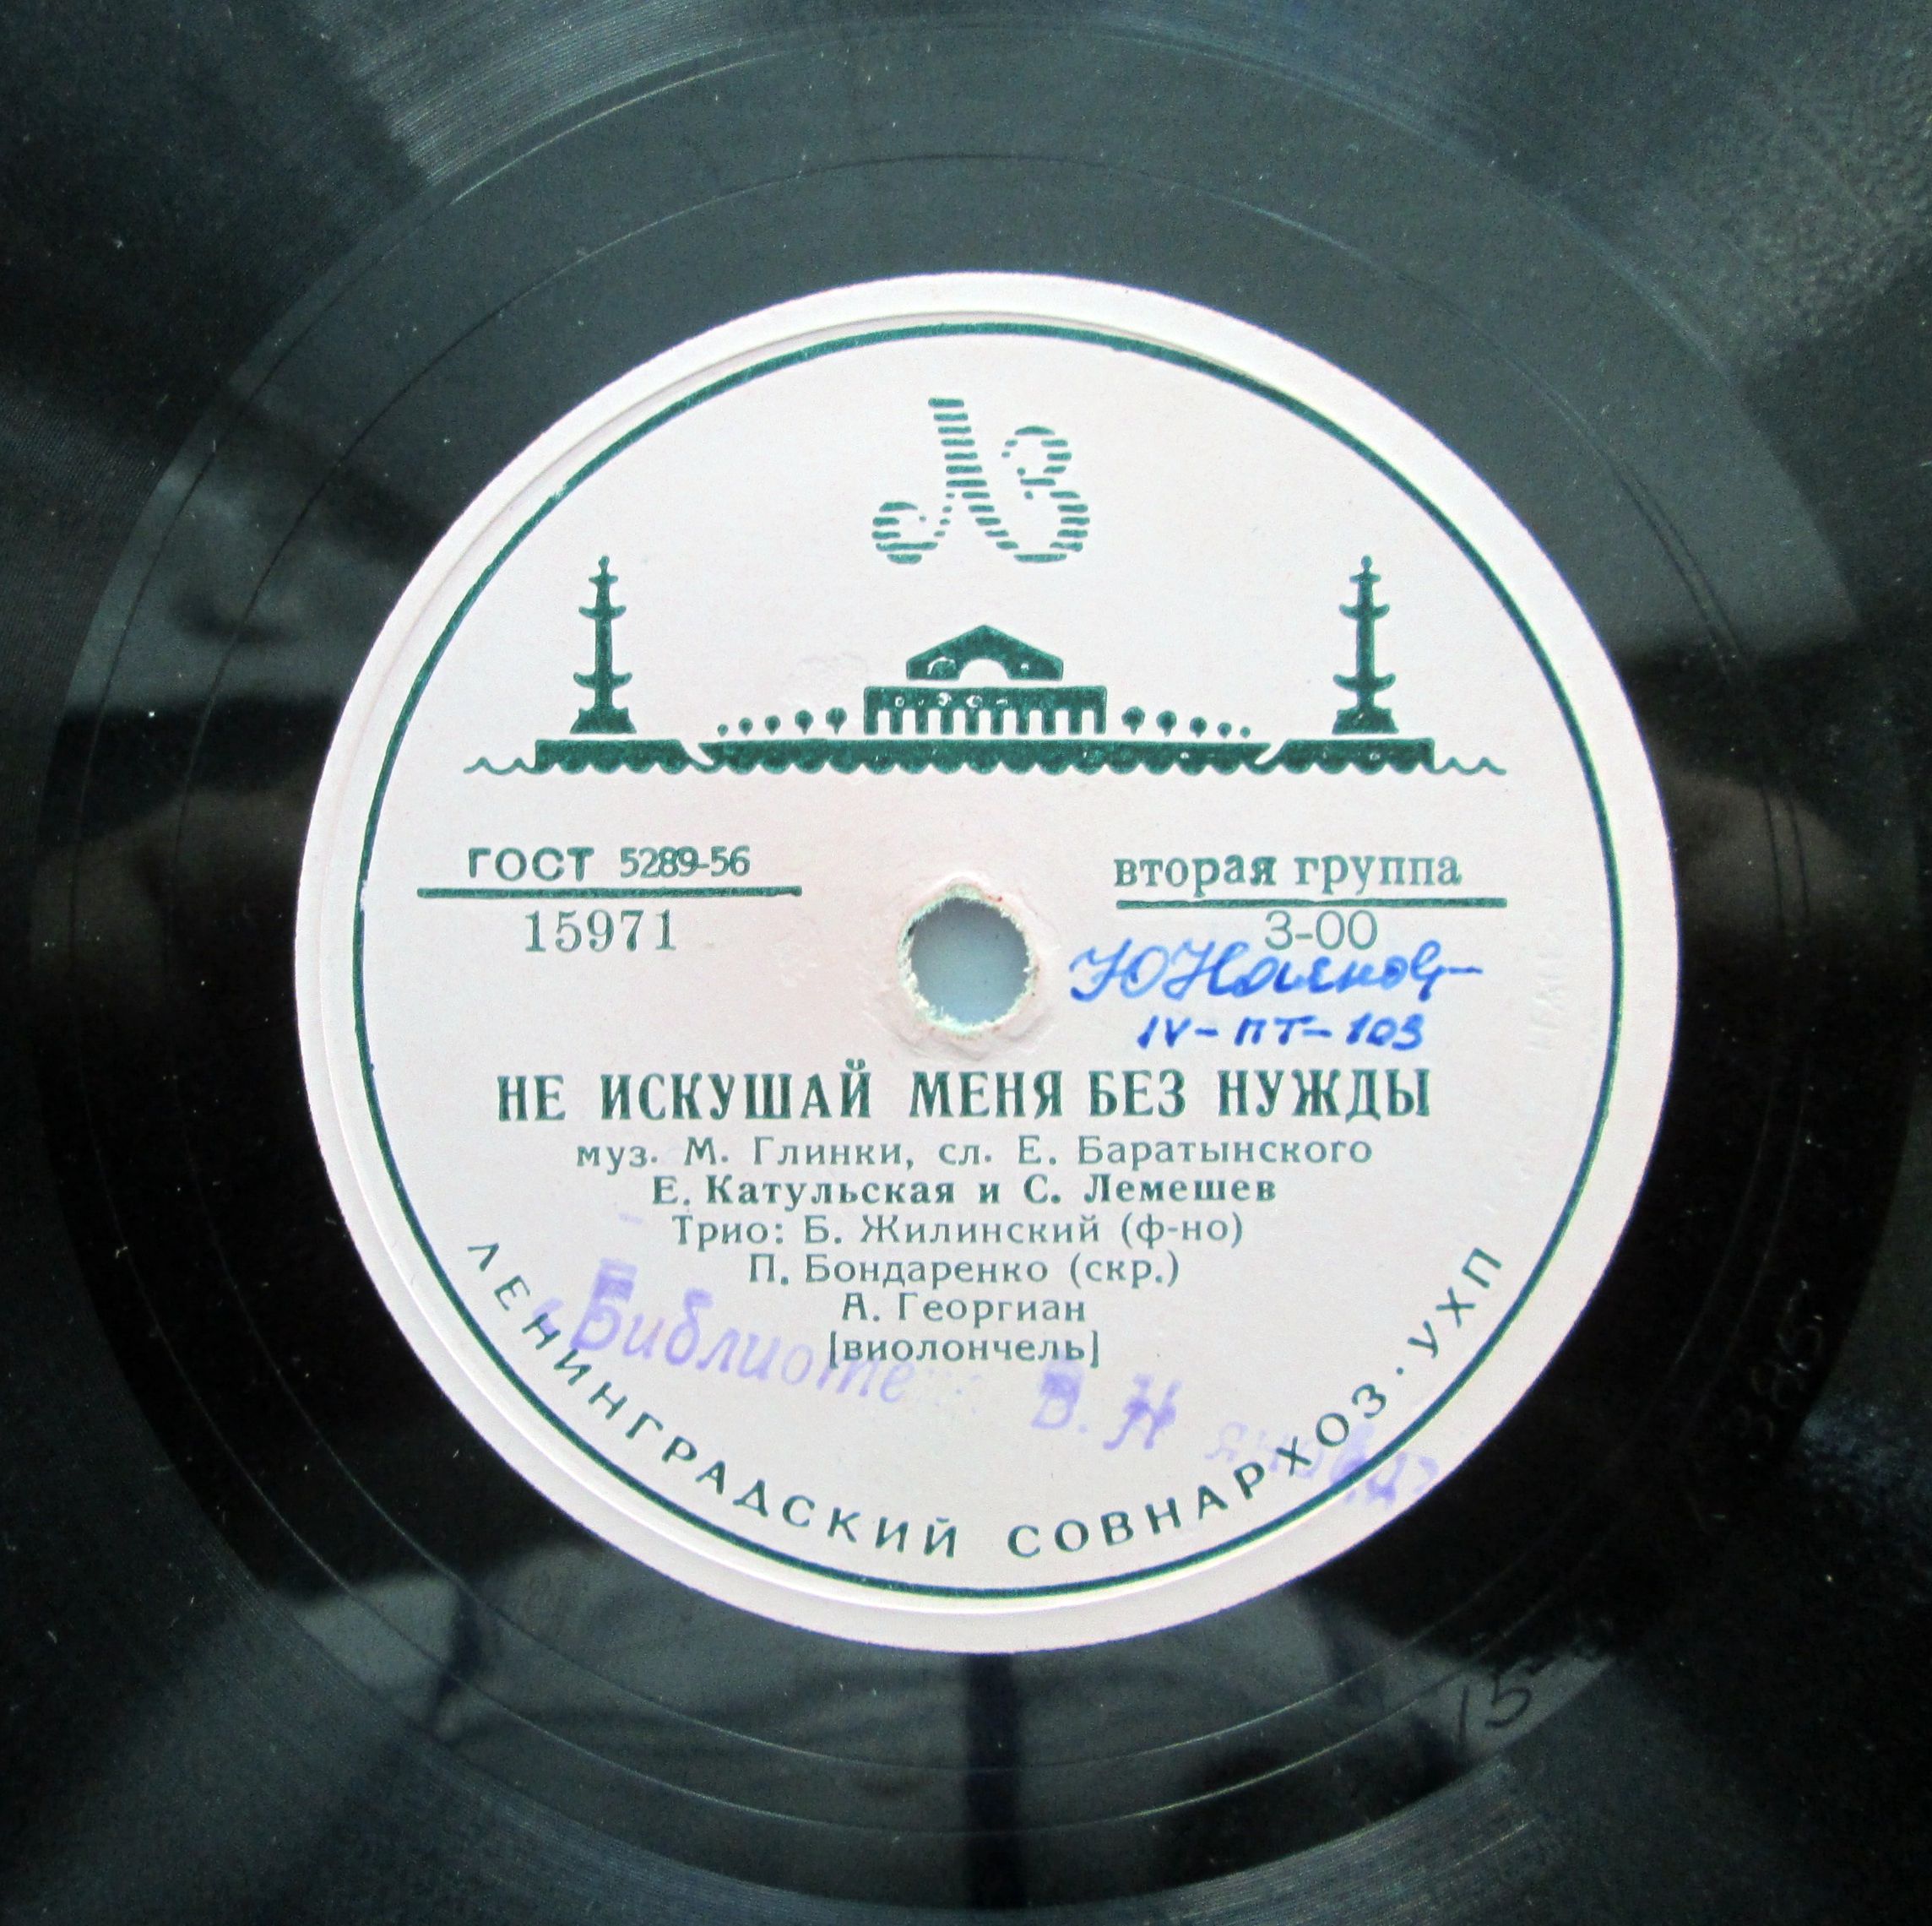 ЛЗ
ГОСТ 5289-56
15971
вторая группа
3-00
IV-ПТ-103
НЕ ИСКУШАЙ МЕНЯ БЕЗ НУЖДЫ
муз. М. Глинки, сл. Е. Баратынского
Е. Катульская и С. Лемешев
Трио: Б. Жилинский (ф-но)
П. Бондаренко (скр.)
А. Георгиан
[виолончель]
В. Н
ЛЕНИНГРАДСКИЙ СОВНАРХОЗ · УХП